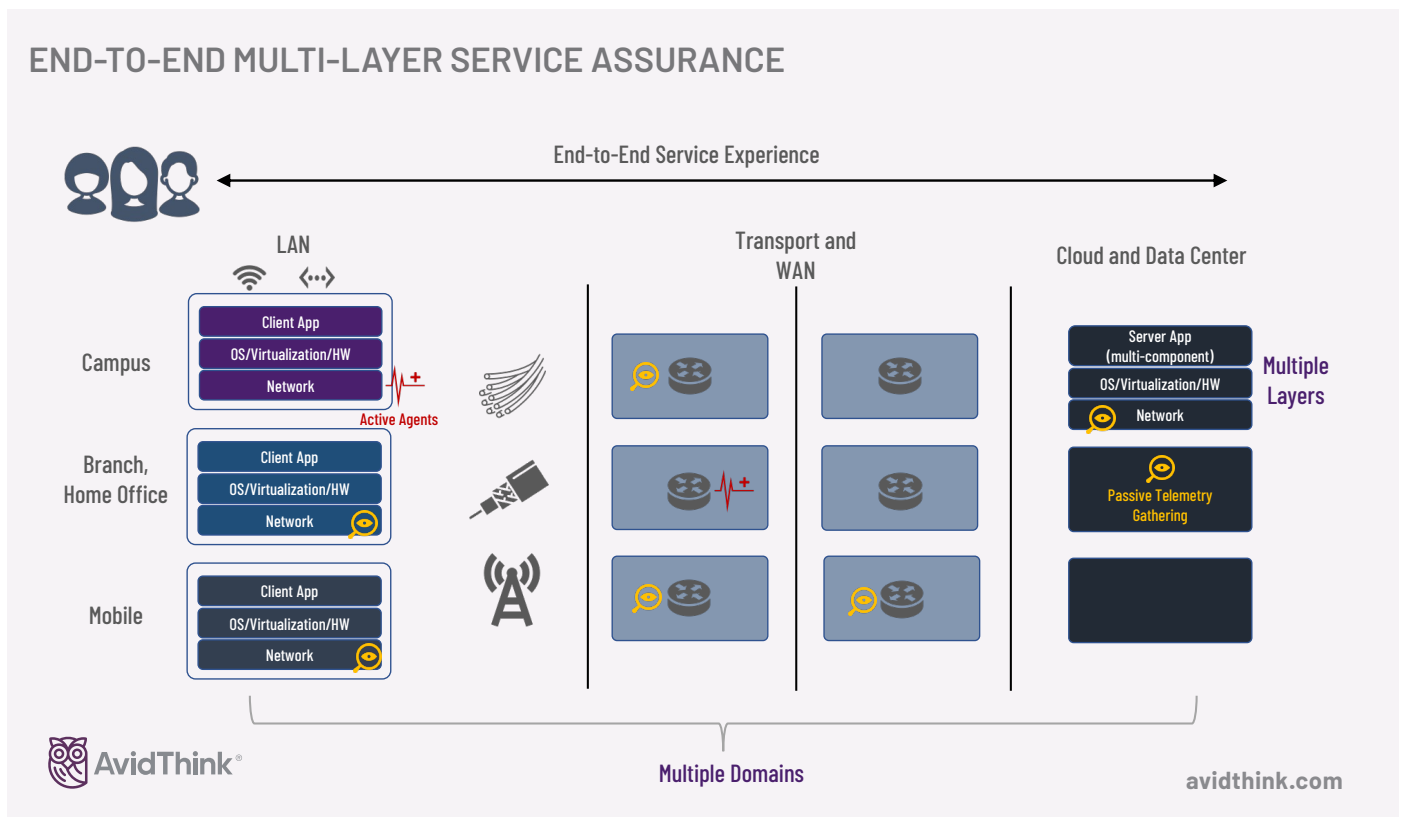 END-TO-END MULTI-LAYER SERVICE ASSURANCE
End-to-End Service Experience
LAN
Transport and
WAN
Cloud and Data Center
Campus
Client App
OS/Virtualization/HW
Network
Active Agents
Server App
(multi-component)
OS/Virtualization/HW
Network
Multiple
Layers
Branch,
Home Office
Client App
OS/Virtualization/HW
Network
Passive Telemetry
Gathering
Mobile
Client App
OS/Virtualization/HW
Network
AvidThink®
Multiple Domains
avidthink.com